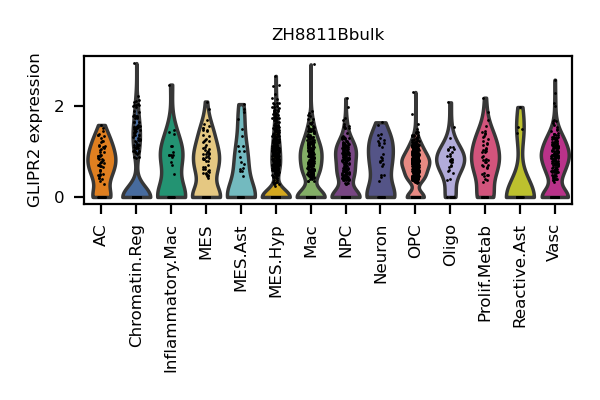 ZH8811Bbulk
GLIPR2 expression
2
0
AC
Chromatin.Reg
Inflammatory.Mac
MES
MES.Ast
MES.Hyp
Mac
NPC
Neuron
OPC
Oligo
Prolif.Metab
Reactive.Ast
Vasc